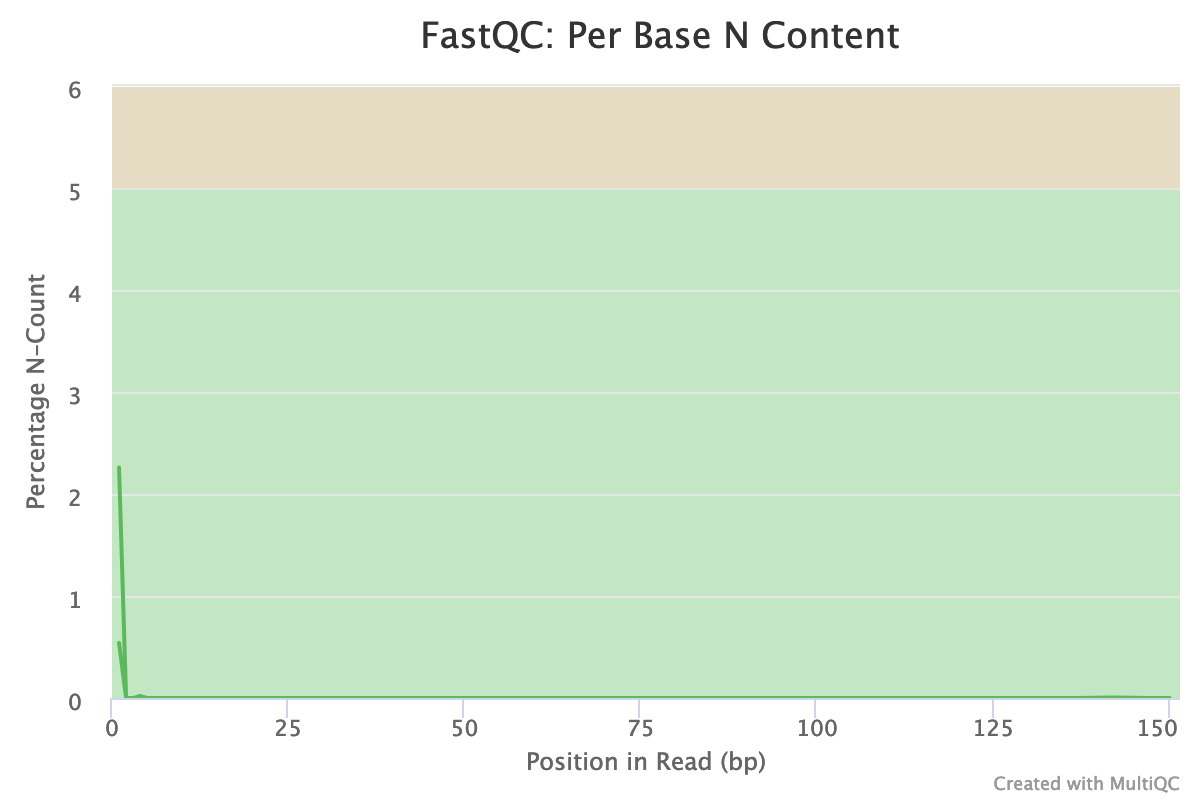 FastQC: Per Base N Content
6
5
4
3
2
1
0
Percentage N-Count
0 25 50 75 100 125 150
Position in Read (bp)
Created with MultiQC